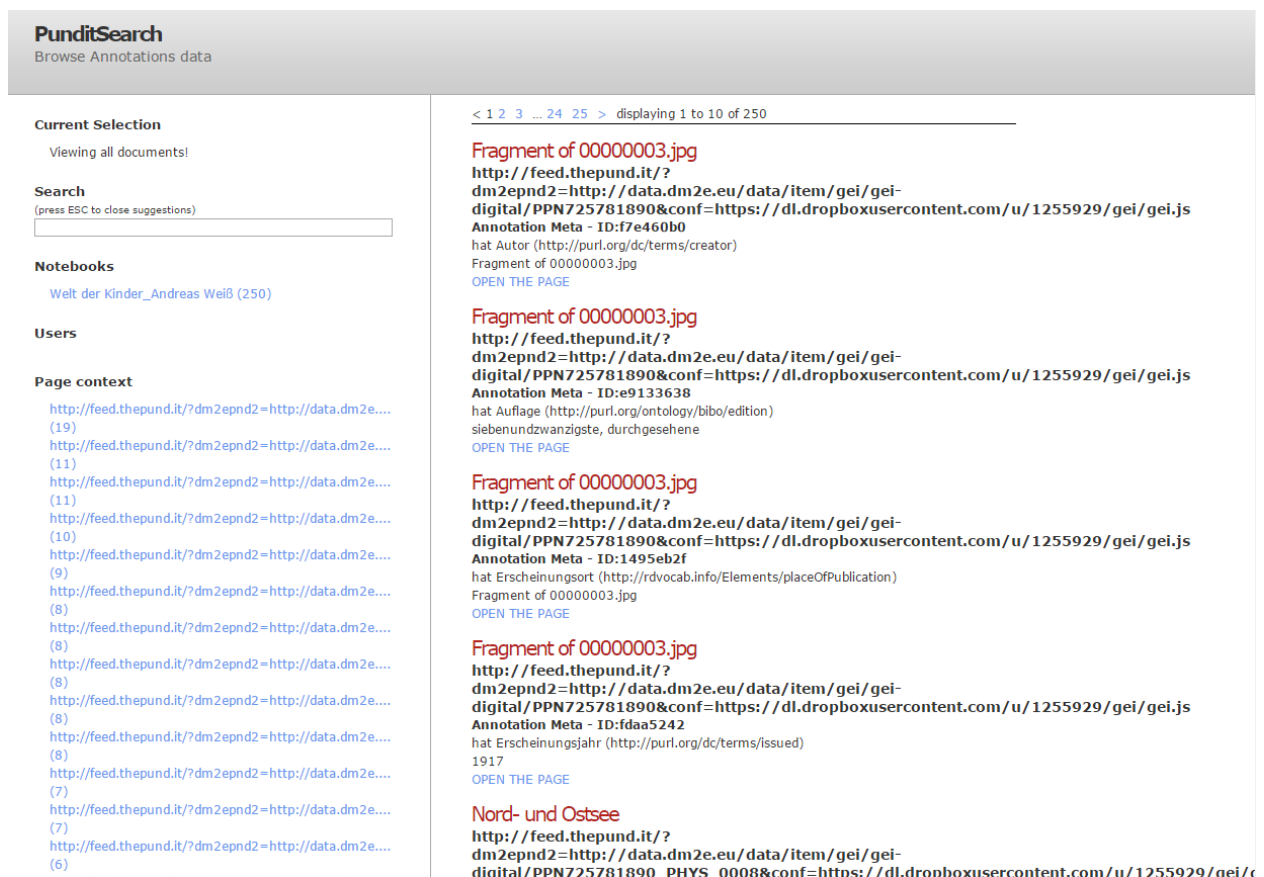 PunditSearch
Browse Annotations data
Current Selection
Viewing all documents!
Search
(press ESC to close suggestions)
Notebooks
Welt der Kinder_Andreas Weiß (250)
Users
Page context
http://feed.thepund.it/?dm2epnd2=http://data.dm2e....
(19)
http://feed.thepund.it/?dm2epnd2=http://data.dm2e....
(11)
http://feed.thepund.it/?dm2epnd2=http://data.dm2e....
(11)
http://feed.thepund.it/?dm2epnd2=http://data.dm2e....
(10)
http://feed.thepund.it/?dm2epnd2=http://data.dm2e....
(9)
http://feed.thepund.it/?dm2epnd2=http://data.dm2e....
(8)
http://feed.thepund.it/?dm2epnd2=http://data.dm2e....
(8)
http://feed.thepund.it/?dm2epnd2=http://data.dm2e....
(8)
http://feed.thepund.it/?dm2epnd2=http://data.dm2e....
(8)
http://feed.thepund.it/?dm2epnd2=http://data.dm2e....
(8)
http://feed.thepund.it/?dm2epnd2=http://data.dm2e....
(7)
http://feed.thepund.it/?dm2epnd2=http://data.dm2e....
(7)
http://feed.thepund.it/?dm2epnd2=http://data.dm2e....
(6)
< 1 2 3 ... 24 25 > displaying 1 to 10 of 250
Fragment of 00000003.jpg
http://feed.thepund.it/?
dm2epnd2=http://data.dm2e.eu/data/item/gei/gei-
digital/PPN725781890&conf=https://dl.dropboxusercontent.com/u/1255929/gei/gei.js
Annotation Meta - ID:f7e460b0
hat Autor (http://purl.org/dc/terms/creator)
Fragment of 00000003.jpg
OPEN THE PAGE
Fragment of 00000003.jpg
http://feed.thepund.it/?
dm2epnd2=http://data.dm2e.eu/data/item/gei/gei-
digital/PPN725781890&conf=https://dl.dropboxusercontent.com/u/1255929/gei/gei.js
Annotation Meta - ID:e9133638
hat Auflage (http://purl.org/ontology/bibo/edition)
siebenundzwanzigste, durchgesehene
OPEN THE PAGE
Fragment of 00000003.jpg
http://feed.thepund.it/?
dm2epnd2=http://data.dm2e.eu/data/item/gei/gei-
digital/PPN725781890&conf=https://dl.dropboxusercontent.com/u/1255929/gei/gei.js
Annotation Meta - ID:1495eb2f
hat Erscheinungsort (http://rdvocab.info/Elements/placeOfPublication)
Fragment of 00000003.jpg
OPEN THE PAGE
Fragment of 00000003.jpg
http://feed.thepund.it/?
dm2epnd2=http://data.dm2e.eu/data/item/gei/gei-
digital/PPN725781890&conf=https://dl.dropboxusercontent.com/u/1255929/gei/gei.js
Annotation Meta - ID:fdaa5242
hat Erscheinungsjahr (http://purl.org/dc/terms/issued)
1917
OPEN THE PAGE
Nord- und Ostsee
http://feed.thepund.it/?
dm2epnd2=http://data.dm2e.eu/data/item/gei/gei-
digital/PPN725781890_PHYS_0008&conf=https://dl.dropboxusercontent.com/u/1255929/gei/